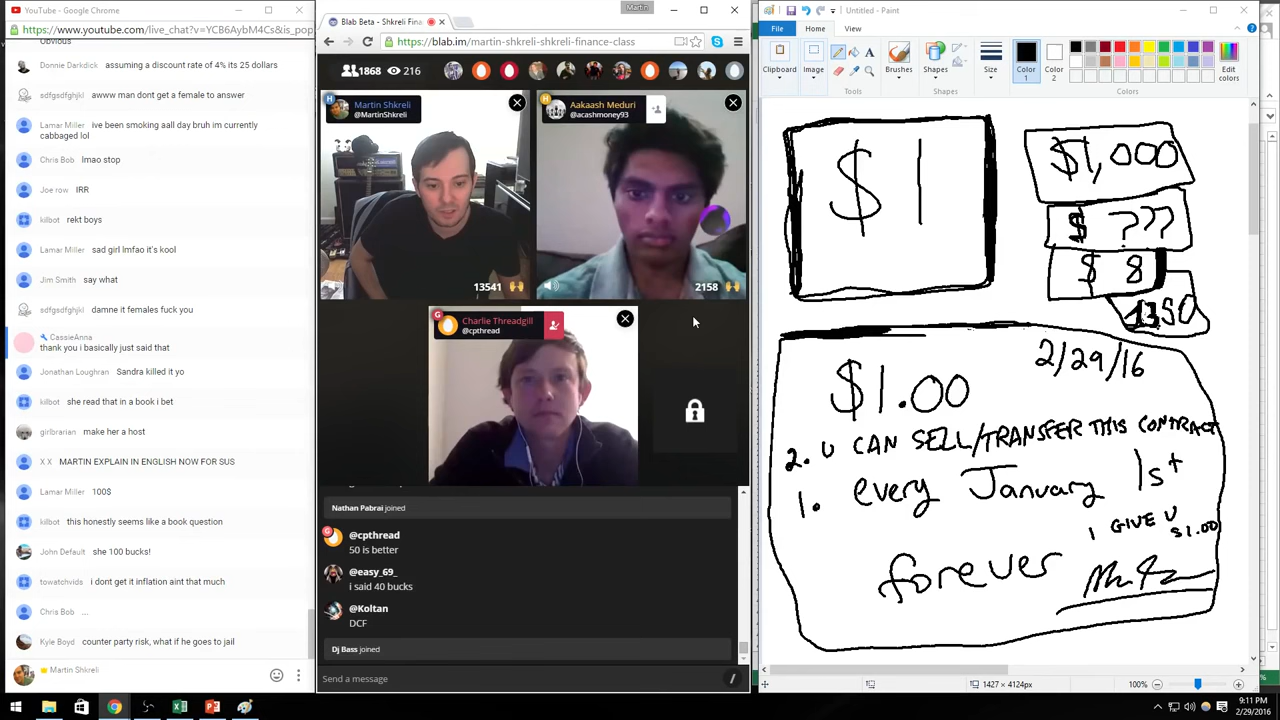 YouTube - Google Chrome
https://www.youtube.com/live_chat?v=YCB6AybM4Cs&is_pop
Obvious
Donnie Darkdick assuming a discount rate of 4% its 25 dollars
sdfgsdfghjkl awww man dont get a female to answer
Lamar Miller ive been smoking aall day bruh im currently
cabbaged lol
Chris Bob lmao stop
Joe row IRR
kilbot rekt boys
Lamar Miller sad girl lmfao it's kool
Jim Smith say what
sdfgsdfghjkl damne it females fuck you
CassieAnna
thank you i basically just said that
Jonathan Loughran Sandra killed it yo
kilbot she read that in a book i bet
girlbrarian make her a host
X X MARTIN EXPLAIN IN ENGLISH NOW FOR SUS
Lamar Miller 100$
kilbot this honestly seems like a book question
John Default she 100 bucks!
towatchvids i dont get it inflation aint that much
Chris Bob ...
Kyle Boyd counter party risk, what if he goes to jail
Martin Shkreli
Martin
Blab Beta - Shkreli Fina
https://blab.im/martin-shkreli-shkreli-finance-class
1868 216
H Martin Shkreli
@MartinShkreli
13541
H Aakaash Meduri
@acashmoney93
2158
G Charlie Threadgill
@cpthread
Nathan Pabrai joined
G @cpthread
50 is better
@easy_69_
i said 40 bucks
@Koltan
DCF
Dj Bass joined
Send a message
/
Untitled - Paint
File Home View
Clipboard
Image
Tools
Brushes
Shapes
Shapes
Size
Color
1
Color
2
Edit
colors
Colors
$1
$1,000
$ ???
$ 8
1350
$1.00
2/29/16
2. U CAN SELL/TRANSFER THIS CONTRACT
1. every January 1st
I GIVE U
$1.00
forever
1427 × 4124px
100%
9:11 PM
2/29/2016